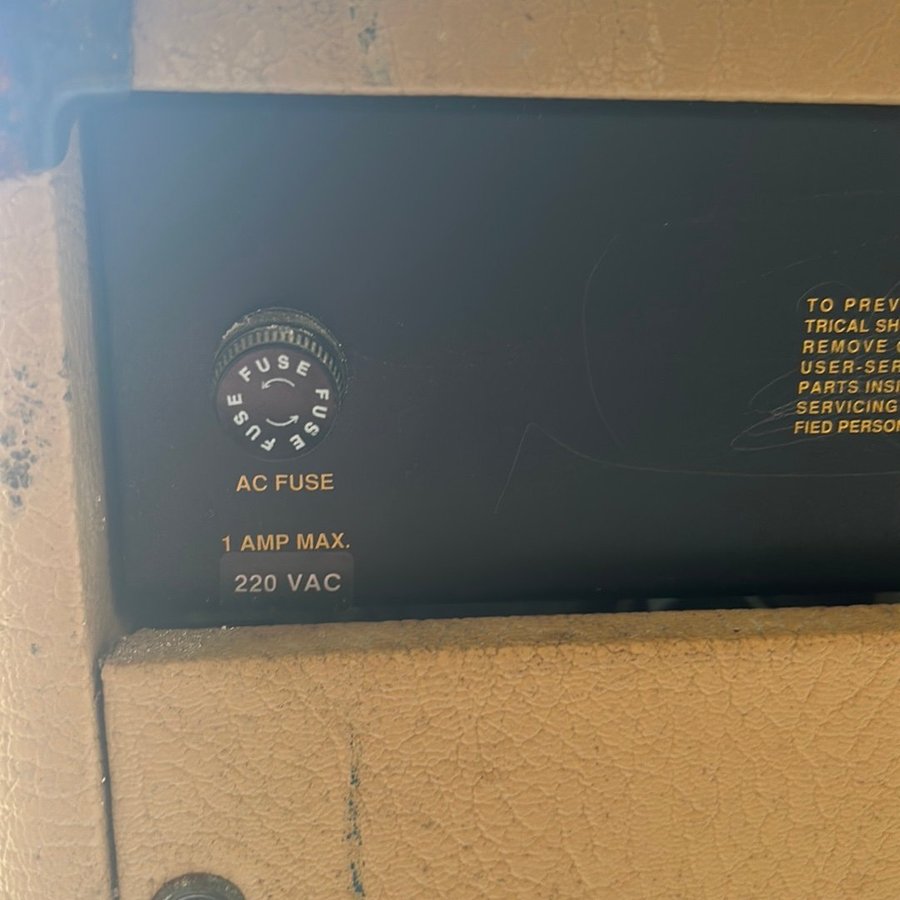 FUSE FUSE FUSE FUSE
AC FUSE
1 AMP MAX.
220 VAC
TO PREV
TRICAL SH
REMOVE
USER-SER
PARTS INSI
SERVICING
FIED PERSON